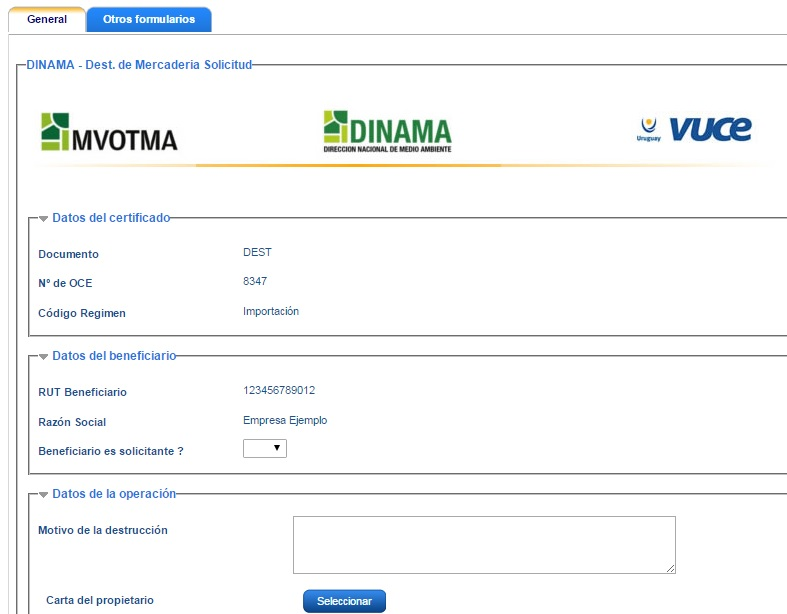 General Otros formularios
DINAMA - Dest. de Mercaderia Solicitud
MVOTMA DINAMA Uruguay vuce
DIRECCION NACIONAL DE MEDIO AMBIENTE
Datos del certificado
Documento DEST
Nº de OCE 8347
Código Regimen Importación
Datos del beneficiario
RUT Beneficiario 123456789012
Razón Social Empresa Ejemplo
Beneficiario es solicitante ?
Datos de la operación
Motivo de la destrucción
Carta del propietario Seleccionar